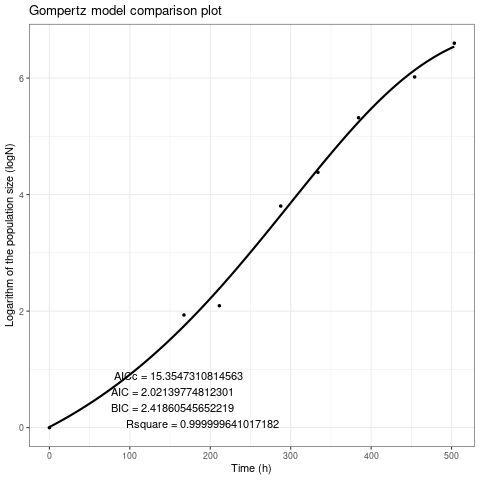 Gompertz model comparison plot
Logarithm of the population size (logN)
6
4
2
0
AICc = 15.3547310814563
AIC = 2.02139774812301
BIC = 2.41860545652219
Rsquare = 0.999999641017182
0 100 200 300 400 500
Time (h)